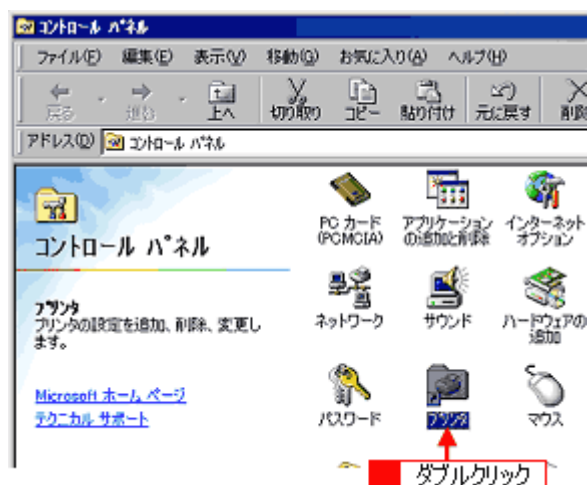 コントロール パネル
ファイル(F) 編集(E) 表示(V) 移動(G) お気に入り(A) ヘルプ(H)
戻る 進む 上へ 切り取り コピー 貼り付け 元に戻す 削除
アドレス(D) コントロール パネル
コントロール パネル
プリンタ
プリンタの設定を追加、削除、変更し
ます。
Microsoft ホーム ページ
テクニカル サポート
PC カード
(PCMCIA)
アプリケーション
の追加と削除
インターネット
オプション
ネットワーク
サウンド
ハードウェアの
追加
パスワード
プリンタ
マウス
ダブルクリック